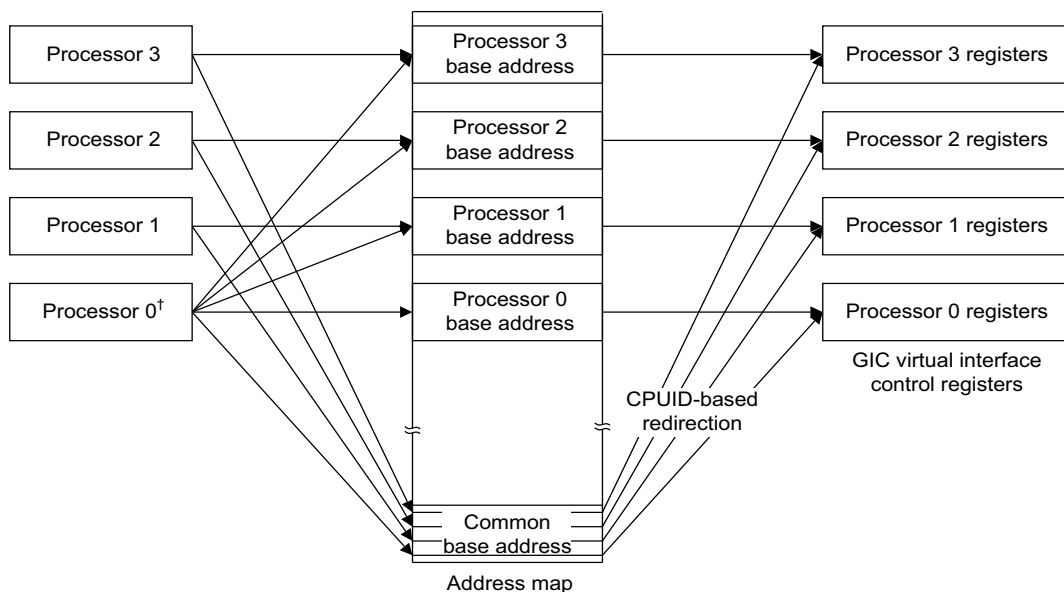 Processor 3
Processor 3
base address
Processor 3 registers
Processor 2
Processor 2
base address
Processor 2 registers
Processor 1
Processor 1
base address
Processor 1 registers
Processor 0†
Processor 0
base address
Processor 0 registers
GIC virtual interface
control registers
CPUID-based
redirection
Common
base address
Address map